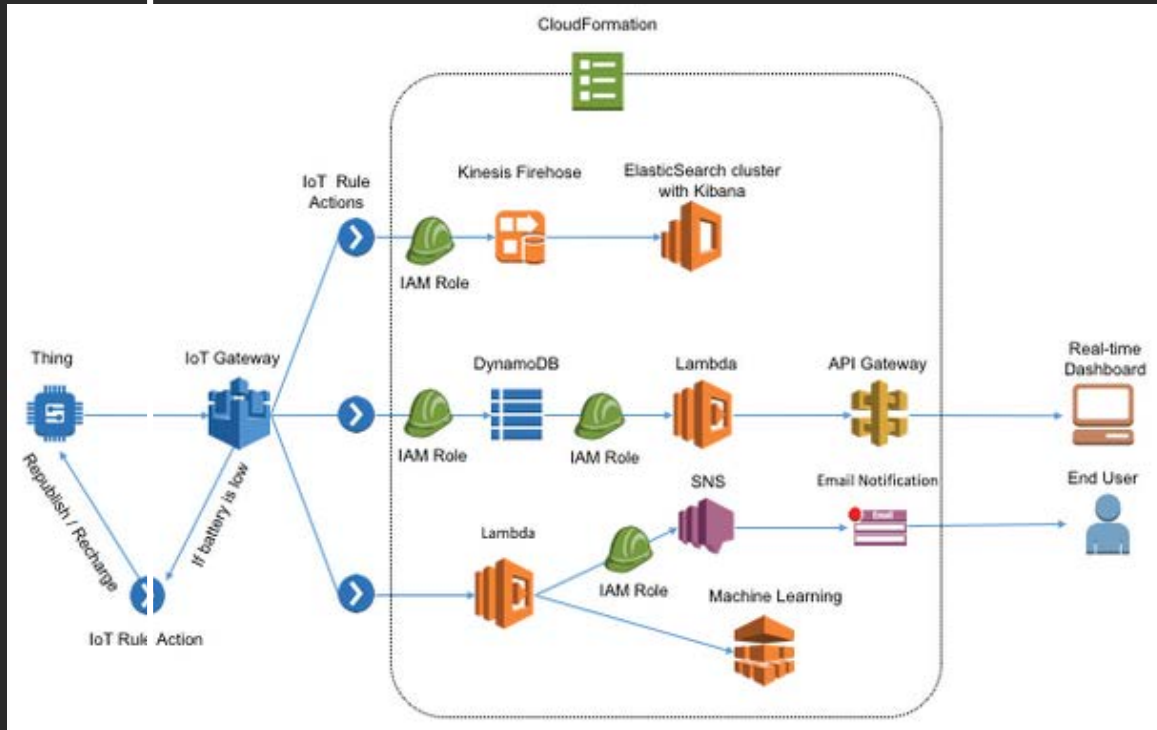 CloudFormation
IoT Rule
Actions
Kinesis Firehose
ElasticSearch cluster
with Kibana
IAM Role
Thing
IoT Gateway
DynamoDB
Lambda
API Gateway
Real-time
Dashboard
IAM Role
IAM Role
Republish / Recharge
If battery is low
SNS
Email Notification
End User
Lambda
Email
IAM Role
Machine Learning
IoT Rule Action